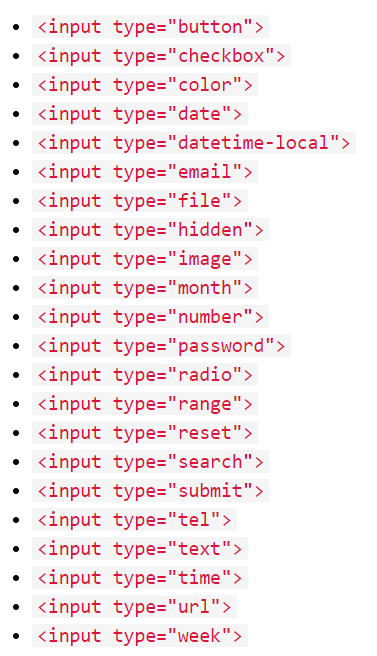 <input type="button">
<input type="checkbox">
<input type="color">
<input type="date">
<input type="datetime-local">
<input type="email">
<input type="file">
<input type="hidden">
<input type="image">
<input type="month">
<input type="number">
<input type="password">
<input type="radio">
<input type="range">
<input type="reset">
<input type="search">
<input type="submit">
<input type="tel">
<input type="text">
<input type="time">
<input type="url">
<input type="week">